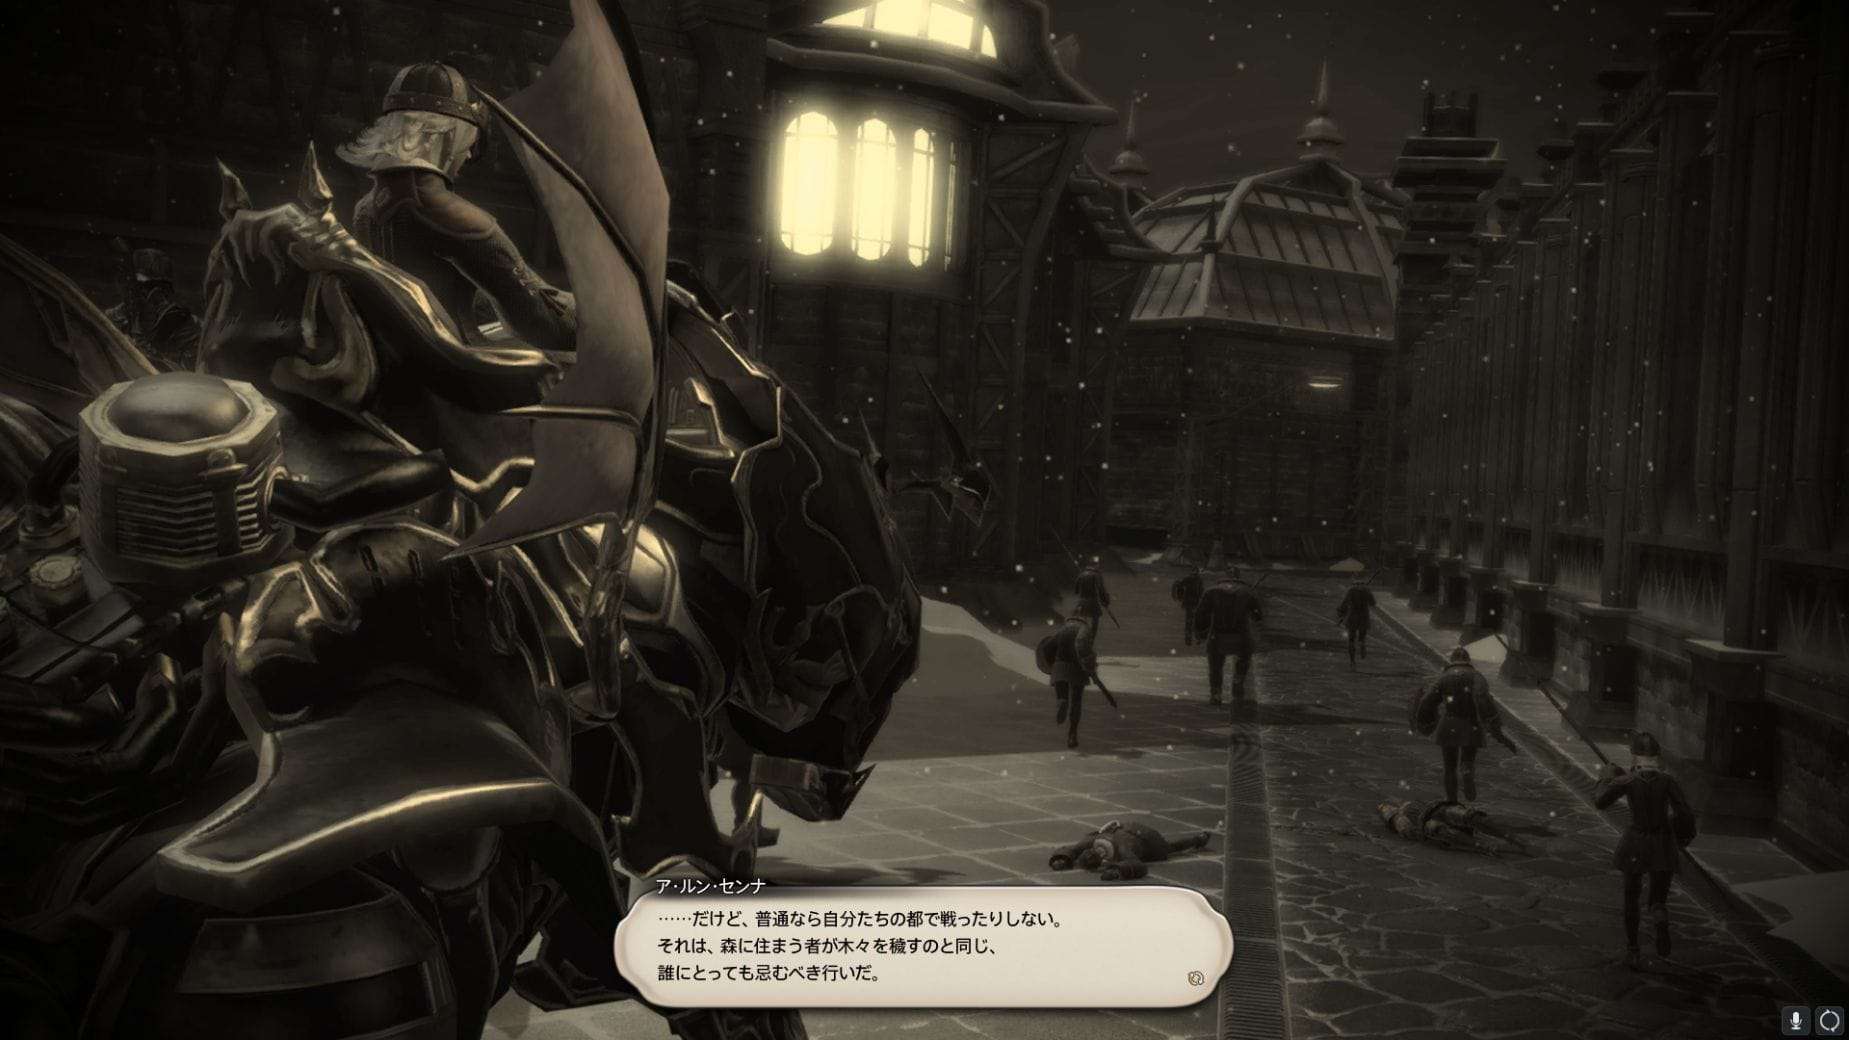 ア・ルン・センナ
……だけど、普通なら自分たちの都で戦ったりしない。
それは、森に住まう者が木々を穢すのと同じ、
誰にとっても忌むべき行いだ。